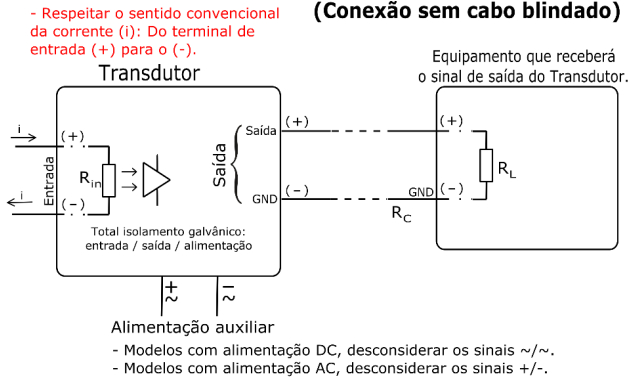 (Conexão sem cabo blindado)
- Respeitar o sentido convencional
da corrente (i): Do terminal de
entrada (+) para o (-).
Transdutor
Equipamento que receberá
o sinal de saída do Transdutor.
i
(+)
Entrada
Rin
(-)
i
Saída
Saída
(+)
GND
(-)
Total isolamento galvânico:
entrada / saída / alimentação
(+)
RL
GND
(-)
RC
+
~
-
~
Alimentação auxiliar
- Modelos com alimentação DC, desconsiderar os sinais ~/~.
- Modelos com alimentação AC, desconsiderar os sinais +/-.